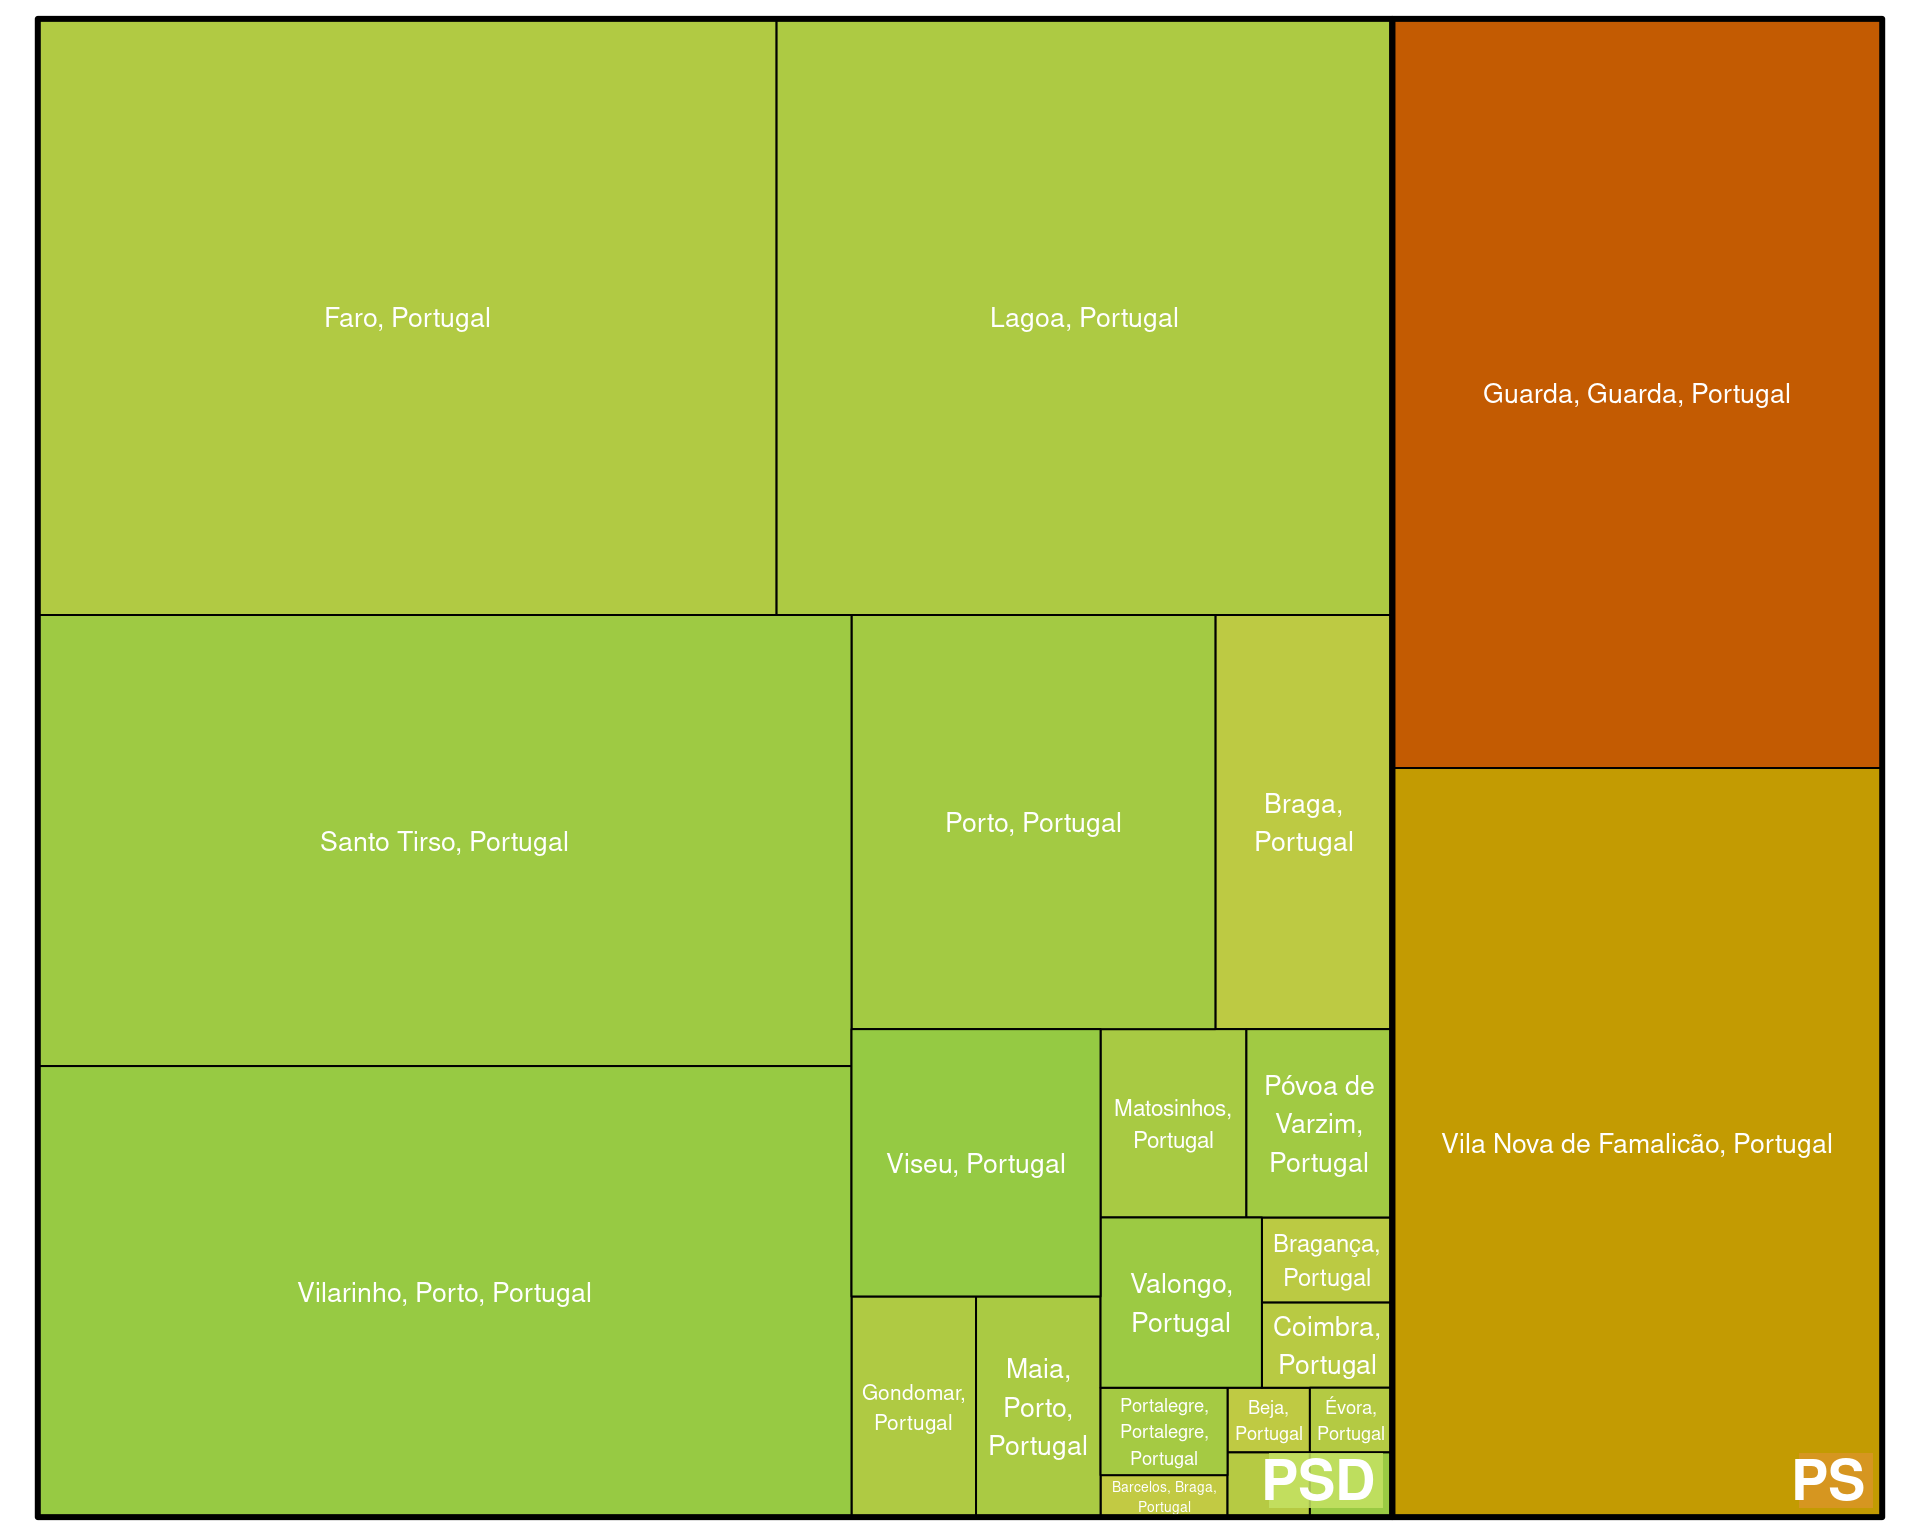 Faro, Portugal
Lagoa, Portugal
Guarda, Guarda, Portugal
Santo Tirso, Portugal
Porto, Portugal
Braga,
Portugal
Vilarinho, Porto, Portugal
Viseu, Portugal
Matosinhos,
Portugal
Póvoa de
Varzim,
Portugal
Vila Nova de Famalicão, Portugal
Valongo,
Portugal
Bragança,
Portugal
Coimbra,
Portugal
Gondomar,
Portugal
Maia,
Porto,
Portugal
Portalegre,
Portalegre,
Portugal
Beja,
Portugal
Évora,
Portugal
Barcelos, Braga,
Portugal
PSD
PS